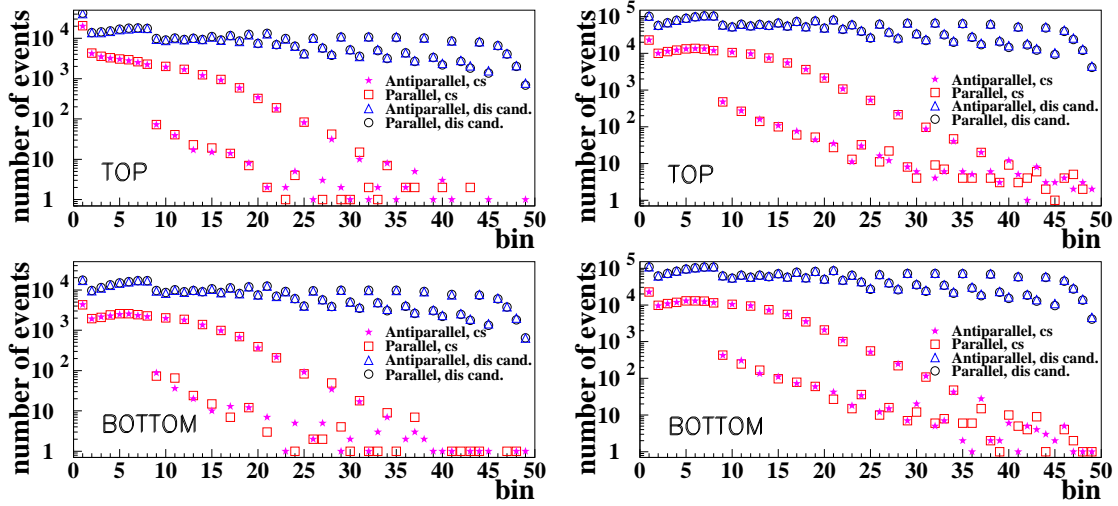 number of events
10^4
10^3
10^2
10
1
Antiparallel, cs
Parallel, cs
Antiparallel, dis cand.
Parallel, dis cand.
TOP
0 5 10 15 20 25 30 35 40 45 50
bin
number of events
10^5
10^4
10^3
10^2
10
1
Antiparallel, cs
Parallel, cs
Antiparallel, dis cand.
Parallel, dis cand.
TOP
0 5 10 15 20 25 30 35 40 45 50
bin
number of events
10^4
10^3
10^2
10
1
Antiparallel, cs
Parallel, cs
Antiparallel, dis cand.
Parallel, dis cand.
BOTTOM
0 5 10 15 20 25 30 35 40 45 50
bin
number of events
10^5
10^4
10^3
10^2
10
1
Antiparallel, cs
Parallel, cs
Antiparallel, dis cand.
Parallel, dis cand.
BOTTOM
0 5 10 15 20 25 30 35 40 45 50
bin